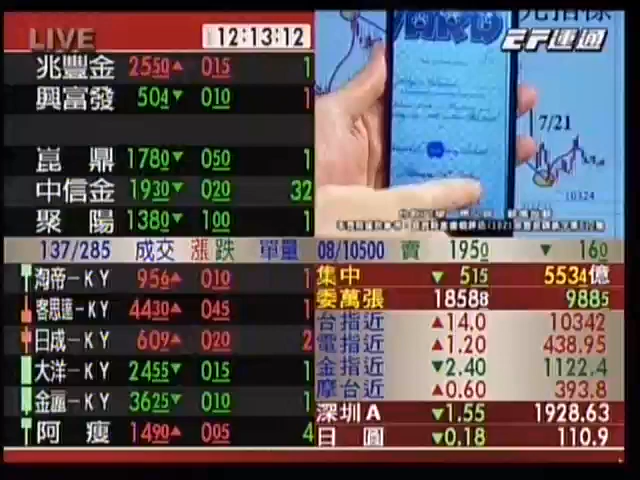 LIVE
12:13:12
兆豐金 2550▲ 015 1
興富發 504▼ 010 1
崑鼎 1780▼ 050 1
中信金 1930▼ 020 32
聚陽 1380▼ 100 1
137/285 成交 漲跌 單量
淘帝-KY 956▲ 010 1
客思達-KY 4430▲ 045 1
日成-KY 609▲ 020 2
大洋-KY 2455▼ 015 1
金麗-KY 3625▼ 010 1
阿瘦 1490▲ 005 4
EF運通
7/21
10324
08/10500 賣 1950 ▼ 160
集中 ▼ 515 5534億
委萬張 18588 9885
台指近 ▲14.0 10342
電指近 ▲1.20 438.95
金指近 ▼2.40 1122.4
摩台近 ▲0.60 393.8
深圳A ▼1.55 1928.63
日圓 ▼0.18 110.9